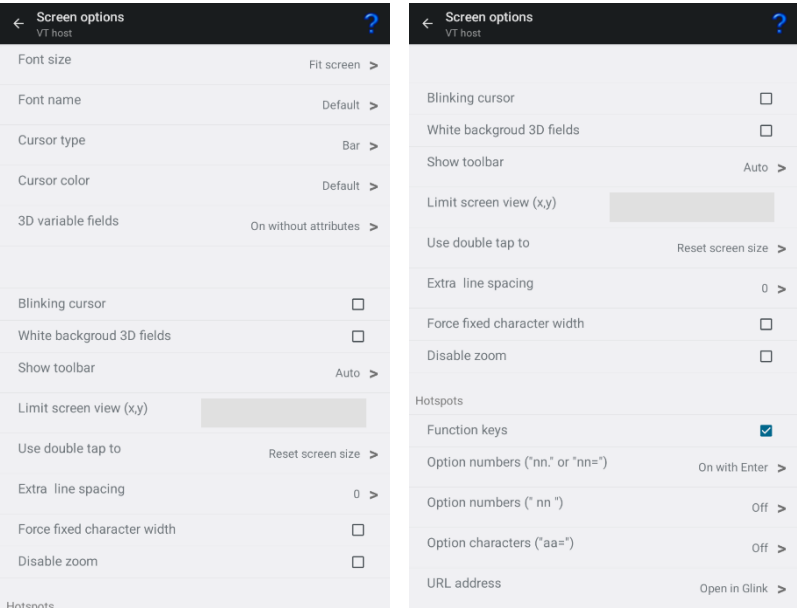 Screen options
VT host
?
Font size Fit screen >
Font name Default >
Cursor type Bar >
Cursor color Default >
3D variable fields On without attributes >
Blinking cursor
White backgroud 3D fields
Show toolbar Auto >
Limit screen view (x,y)
Use double tap to Reset screen size >
Extra line spacing 0 >
Force fixed character width
Disable zoom
Hotspots
Screen options
VT host
?
Blinking cursor
White backgroud 3D fields
Show toolbar Auto >
Limit screen view (x,y)
Use double tap to Reset screen size >
Extra line spacing 0 >
Force fixed character width
Disable zoom
Hotspots
Function keys
Option numbers ("nn." or "nn=") On with Enter >
Option numbers (" nn ") Off >
Option characters ("aa=") Off >
URL address Open in Glink >